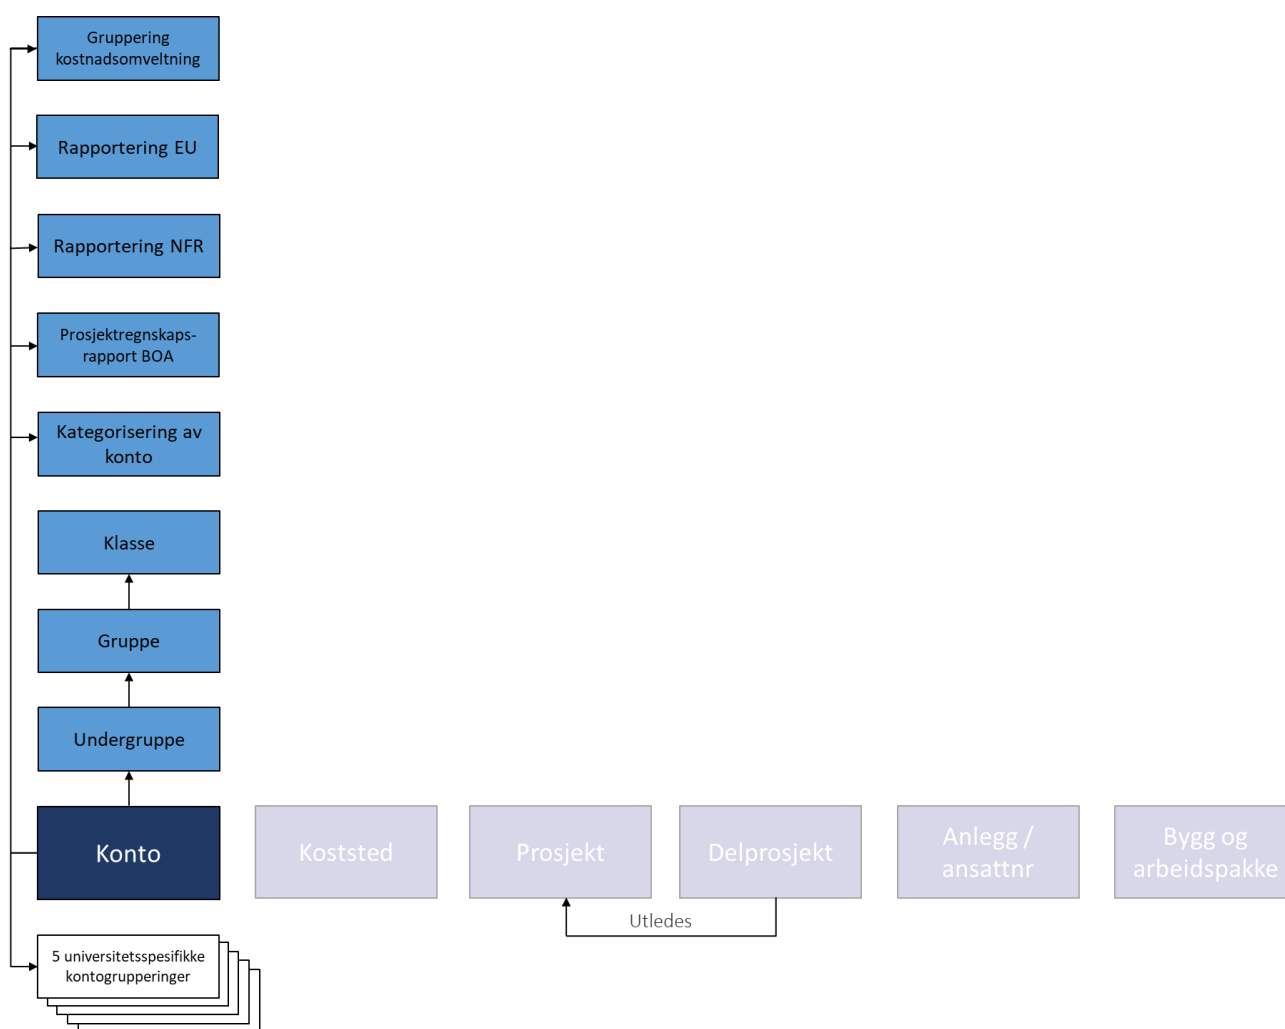 Gruppering
kostnadsomveltning
Rapportering EU
Rapportering NFR
Prosjektregnskaps-
rapport BOA
Kategorisering av
konto
Klasse
Gruppe
Undergruppe
Konto
Koststed
Prosjekt
Delprosjekt
Anlegg /
ansattnr
Bygg og
arbeidspakke
Utledes
5 universitetsspesifikke
kontogrupperinger